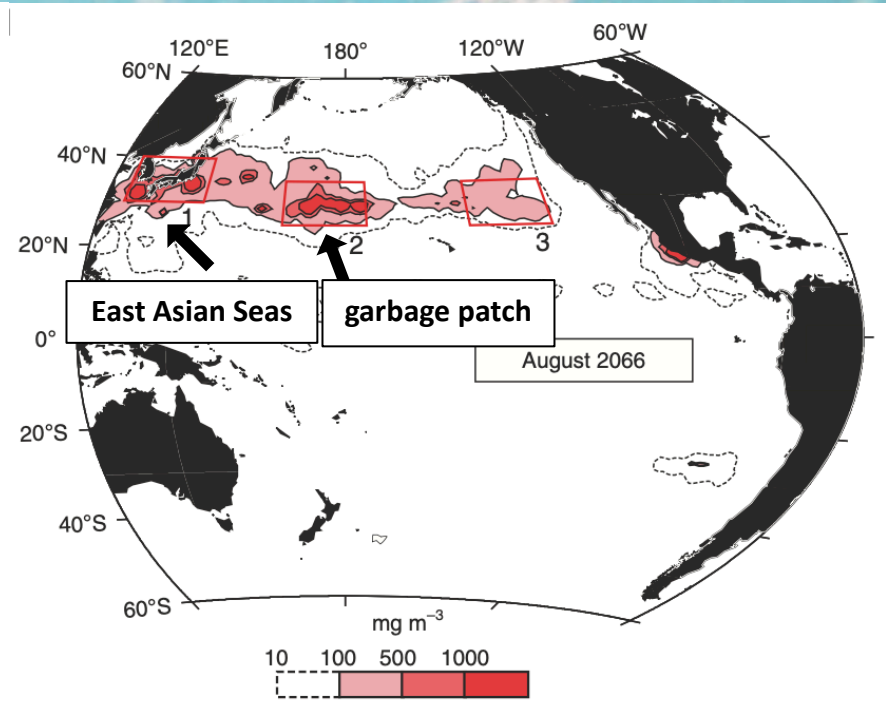 60°W
120°E
180°
120°W
60°N
40°N
20°N
1
2
3
East Asian Seas
garbage patch
0°
August 2066
20°S
40°S
60°S
mg m⁻³
10 100 500 1000